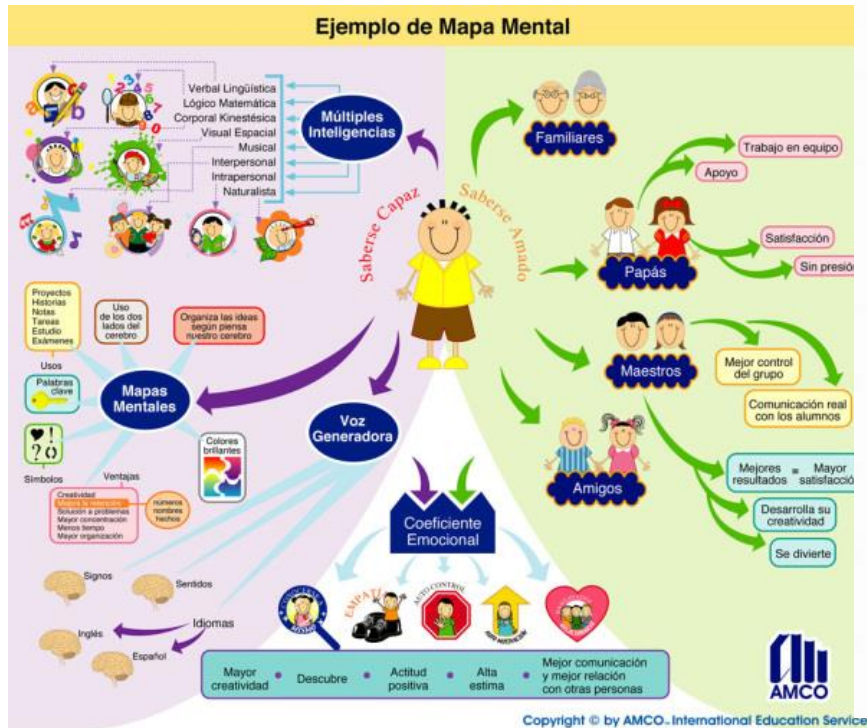 Ejemplo de Mapa Mental
Verbal Lingüística
Lógico Matemática
Corporal Kinestésica
Visual Espacial
Musical
Interpersonal
Intrapersonal
Naturalista
Múltiples
Inteligencias
Saberse Capaz
Saberse Amado
Familiares
Papás
Trabajo en equipo
Apoyo
Satisfacción
Sin presión
Maestros
Mejor control
del grupo
Comunicación real
con los alumnos
Amigos
Mejores
resultados
=
Mayor
satisfacció
Desarrolla su
creatividad
Se divierte
Proyectos
Historias
Notas
Tareas
Estudio
Exámenes
Usos
Uso
de los dos
lados del
cerebro
Organiza las ideas
según piensa
nuestro cerebro
Palabras
clave
Mapas
Mentales
Símbolos
Colores
brillantes
Ventajas
Creatividad
Mejora la retención
Solución a problemas
Mayor concentración
Menos tiempo
Mayor organización
números
nombres
hechos
Voz
Generadora
Signos
Sentidos
Idiomas
Inglés
Español
Coeficiente
Emocional
AUTO CONTROL
Mayor
creatividad
•
Descubre
•
Actitud
positiva
•
Alta
estima
•
Mejor comunicación
y mejor relación
con otras personas
AMCO
Copyright © by AMCO-International Education Service